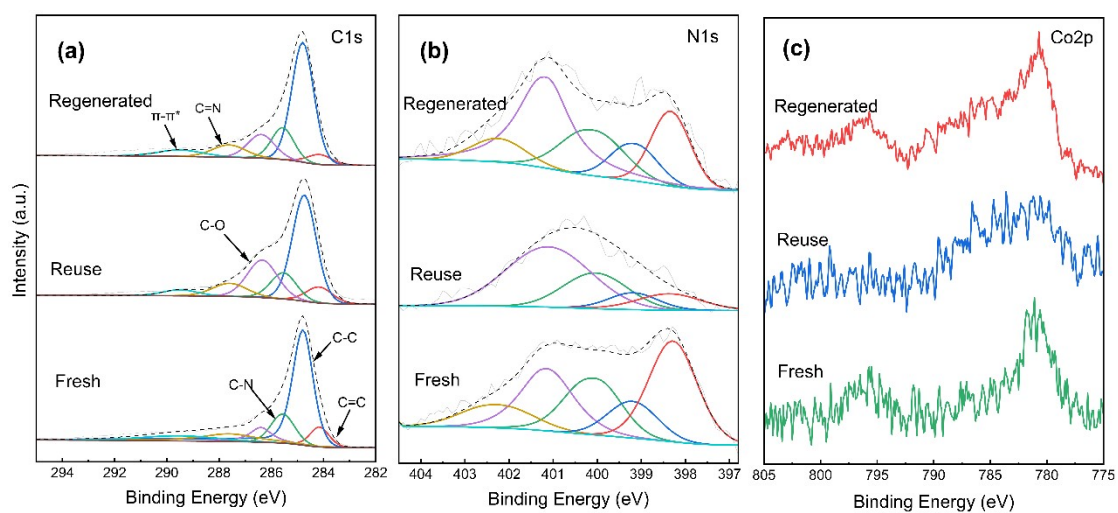 (a)
C1s
Regenerated
π-π*
C=N
C-O
Reuse
C-C
C-N
Fresh
C=C
294 292 290 288 286 284 282
Binding Energy (eV)
Intensity (a.u.)
(b)
N1s
Regenerated
Reuse
Fresh
404 403 402 401 400 399 398 397
Binding Energy (eV)
(c)
Co2p
Regenerated
Reuse
Fresh
805 800 795 790 785 780 775
Binding Energy (eV)